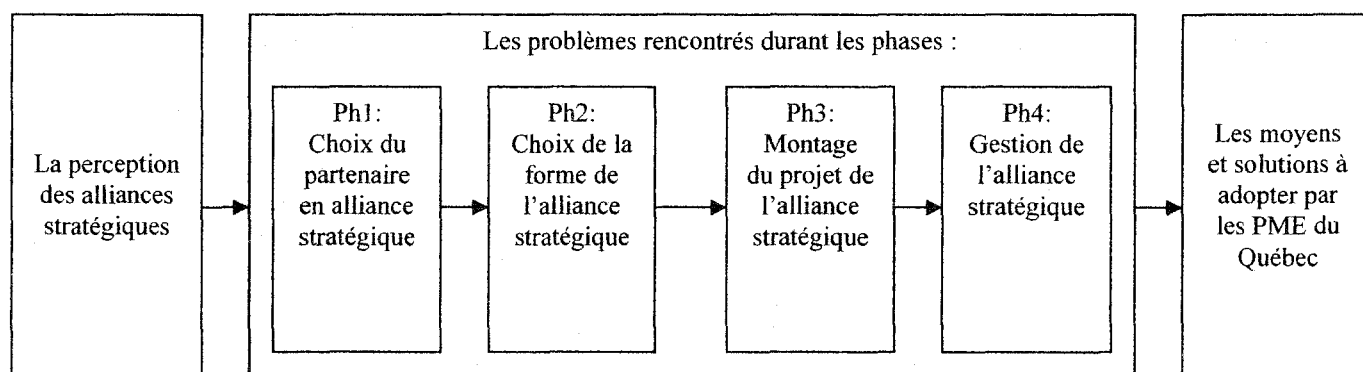 La perception
des alliances
stratégiques
Les problèmes rencontrés durant les phases :
Ph1:
Choix du
partenaire
en alliance
stratégique
Ph2:
Choix de la
forme de
l'alliance
stratégique
Ph3:
Montage
du projet de
l'alliance
stratégique
Ph4:
Gestion de
l'alliance
stratégique
Les moyens
et solutions à
adopter par
les PME du
Québec